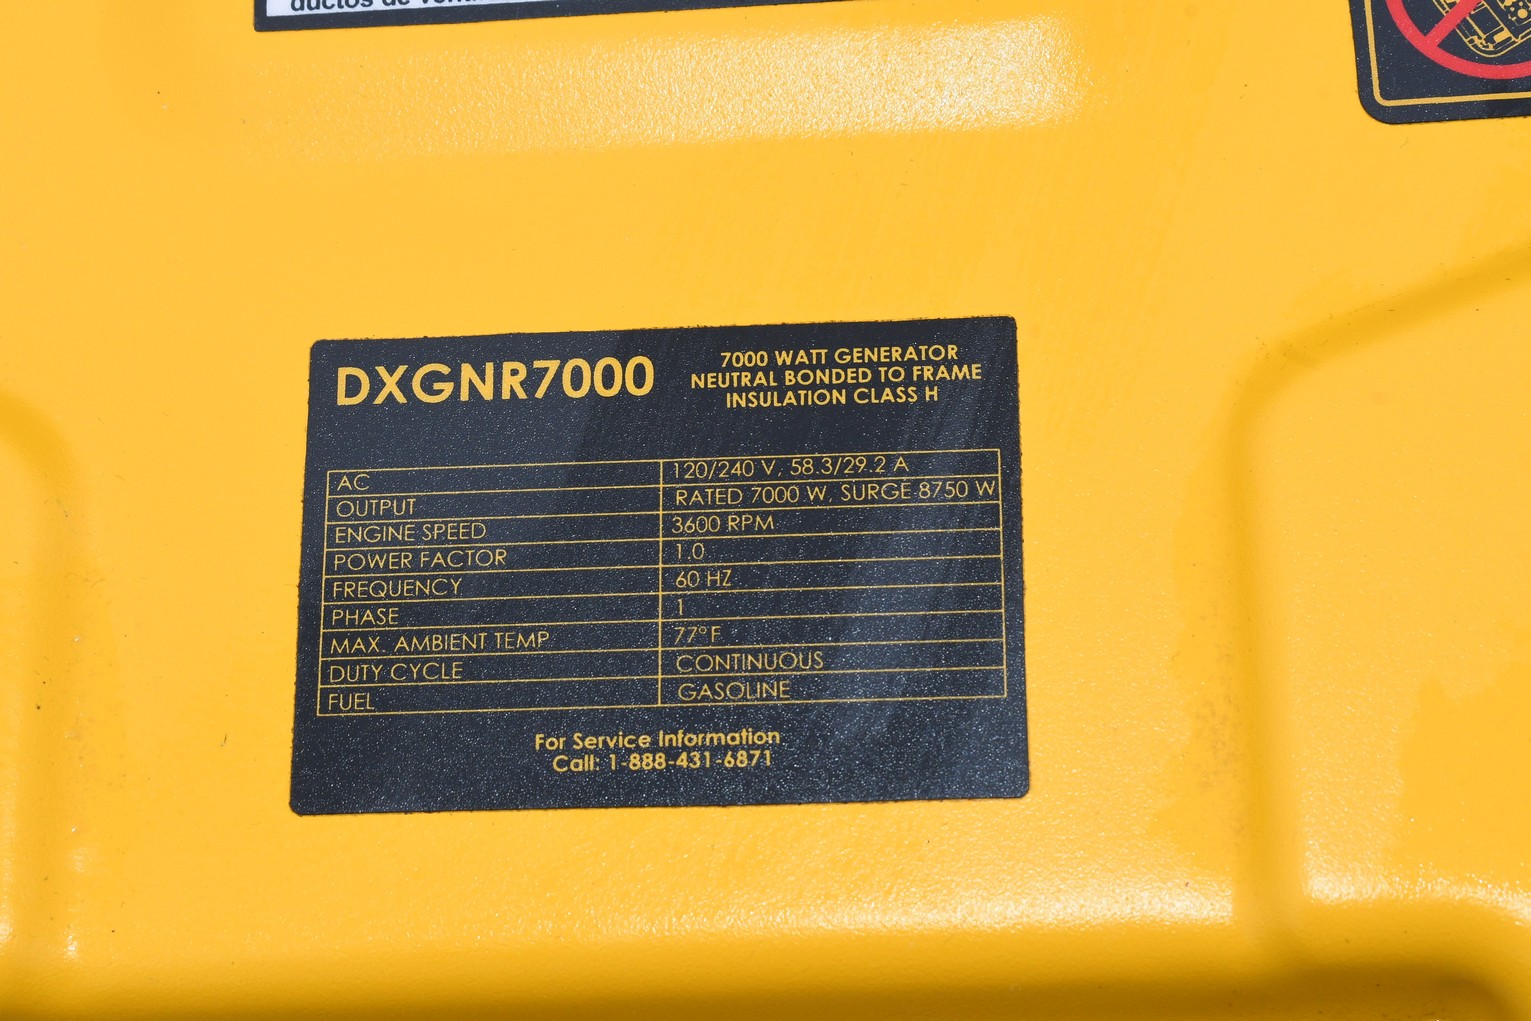 ductos de
DXGNR7000
7000 WATT GENERATOR
NEUTRAL BONDED TO FRAME
INSULATION CLASS H
AC 120/240 V, 58.3/29.2 A
OUTPUT RATED 7000 W, SURGE 8750 W
ENGINE SPEED 3600 RPM
POWER FACTOR 1.0
FREQUENCY 60 HZ
PHASE 1
MAX. AMBIENT TEMP 77°F
DUTY CYCLE CONTINUOUS
FUEL GASOLINE
For Service Information
Call: 1-888-431-6871